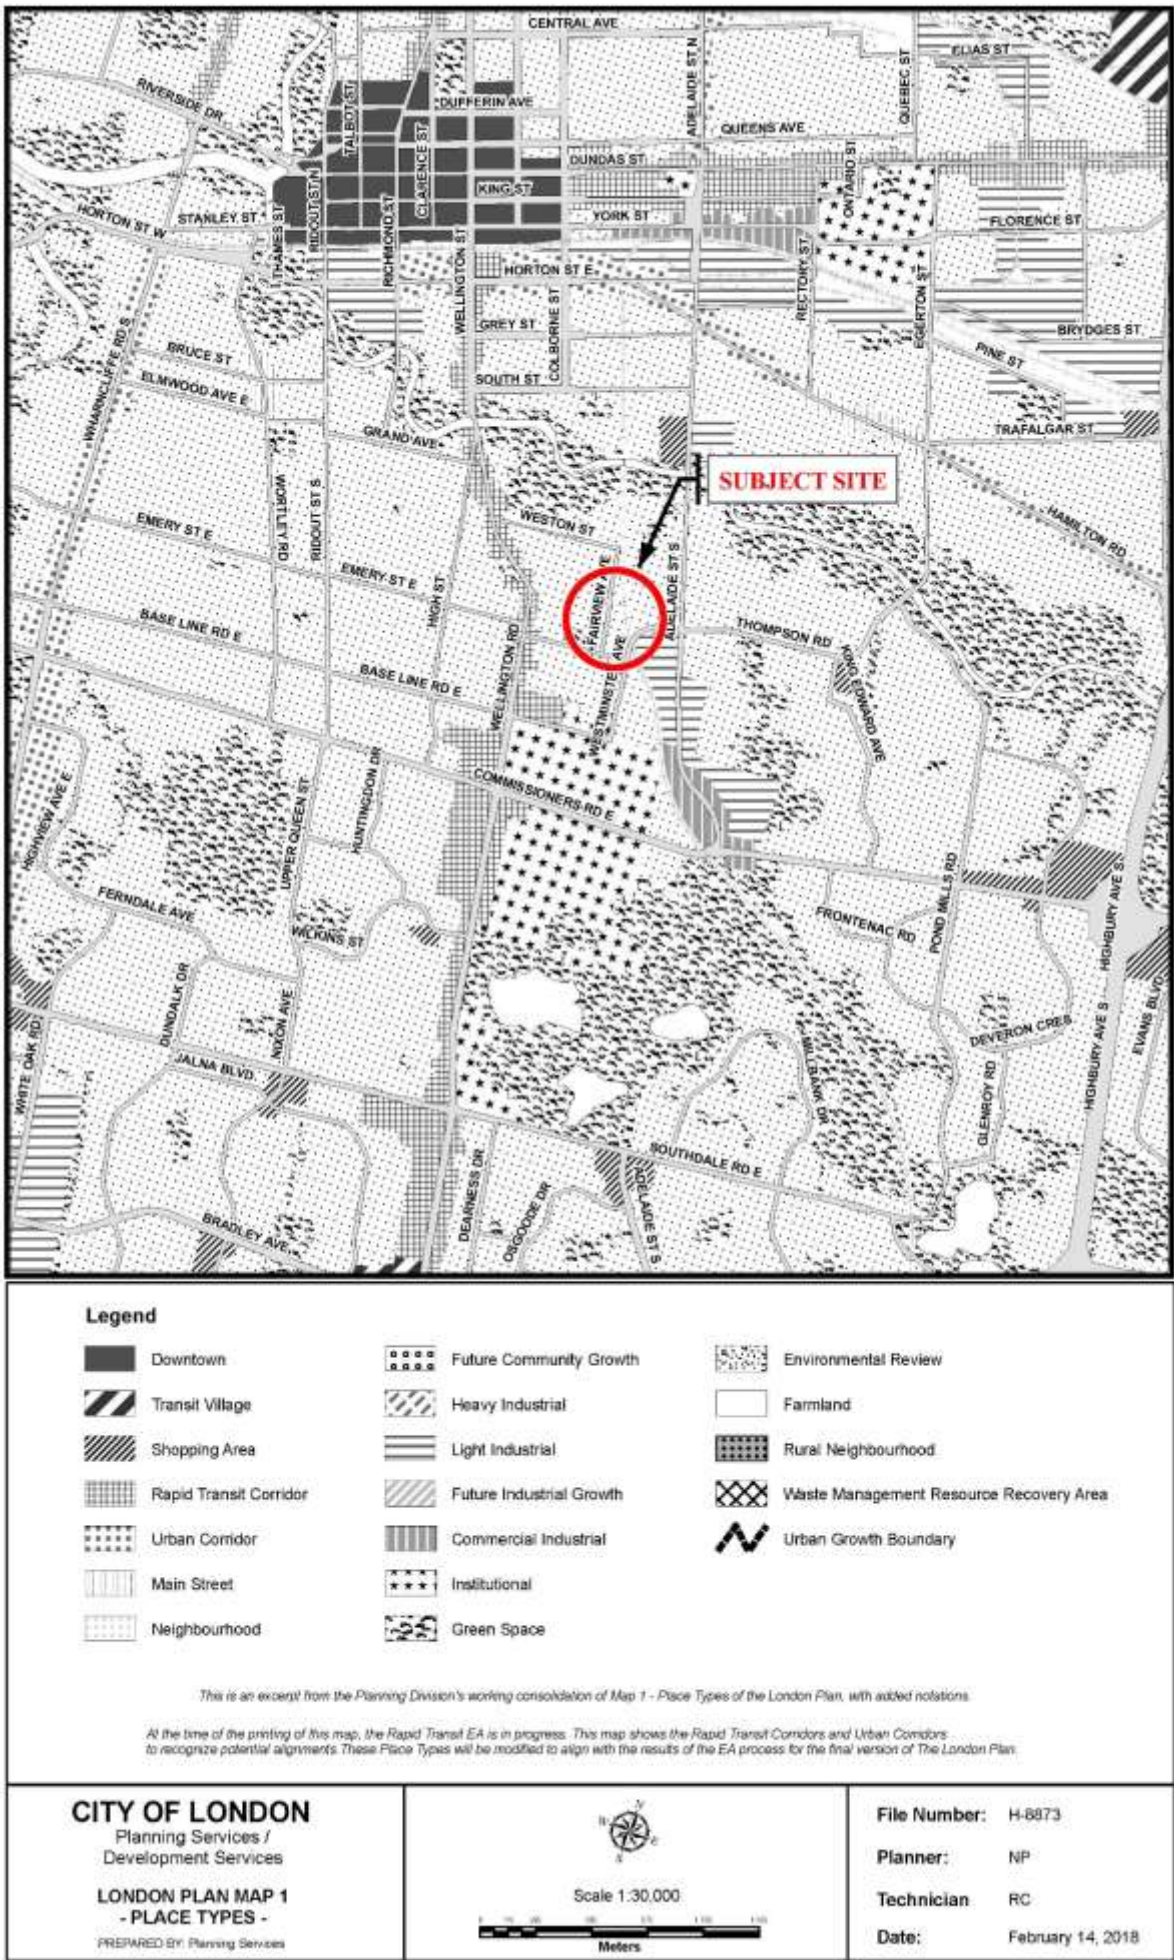 CENTRAL AVE
ELIAS ST
RIVERSIDE DR
TALBOT ST
DUFFERIN AVE
ADELAIDE ST N
QUEBEC ST
QUEENS AVE
CLARENCE ST
DUNDAS ST
ONTARIO ST
KING ST
HORTON ST W
STANLEY ST
THAMES ST
RIDOUT ST N
RICHMOND ST
YORK ST
FLORENCE ST
WELLINGTON ST
HORTON ST E
RECTORY ST
EGERTON ST
COLBORNE ST
GREY ST
BRYDGES ST
WHARNCLIFFE RD S
BRUCE ST
PINE ST
ELMWOOD AVE E
SOUTH ST
GRAND AVE
TRAFALGAR ST
SUBJECT SITE
WORTLEY RD
RIDOUT ST S
HAMILTON RD
EMERY ST E
WESTON ST
EMERY ST E
HIGH ST
FAIRVIEW AVE
ADELAIDE ST S
BASE LINE RD E
THOMPSON RD
KING EDWARD AVE
BASE LINE RD E
WELLINGTON RD
WESTMINSTER AVE
COMMISSIONERS RD E
HIGHVIEW AVE E
UPPER QUEEN ST
HUNTINGDON DR
FERNDALE AVE
WILKINS ST
FRONTENAC RD
POND MILLS RD
HIGHBURY AVE S
DUNDALK DR
NIXON AVE
EVANS BLVD
WHITE OAK RD
JALNA BLVD
MILLBANK DR
DEVERON CRES
GLENROY RD
HIGHBURY AVE S
SOUTHDALE RD E
DEARNESS DR
OSGOODE DR
ADELAIDE ST S
BRADLEY AVE
Legend
Downtown
Transit Village
Shopping Area
Rapid Transit Corridor
Urban Corridor
Main Street
Neighbourhood
Future Community Growth
Heavy Industrial
Light Industrial
Future Industrial Growth
Commercial Industrial
Institutional
Green Space
Environmental Review
Farmland
Rural Neighbourhood
Waste Management Resource Recovery Area
Urban Growth Boundary
This is an excerpt from the Planning Division's working consolidation of Map 1 - Place Types of the London Plan, with added notations.
At the time of the printing of this map, the Rapid Transit EA is in progress. This map shows the Rapid Transit Corridors and Urban Corridors
to recognize potential alignments. These Place Types will be modified to align with the results of the EA process for the final version of The London Plan.
CITY OF LONDON
Planning Services /
Development Services
LONDON PLAN MAP 1
- PLACE TYPES -
PREPARED BY: Planning Services
N
E
S
Scale 1:30,000
Meters
File Number: H-8873
Planner: NP
Technician RC
Date: February 14, 2018